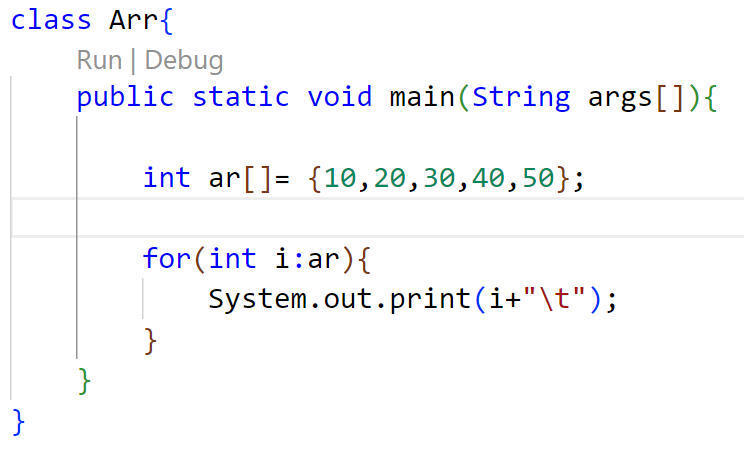 class Arr{
Run | Debug
public static void main(String args[]){
int ar[]= {10,20,30,40,50};
for(int i:ar){
System.out.print(i+"\t");
}
}
}